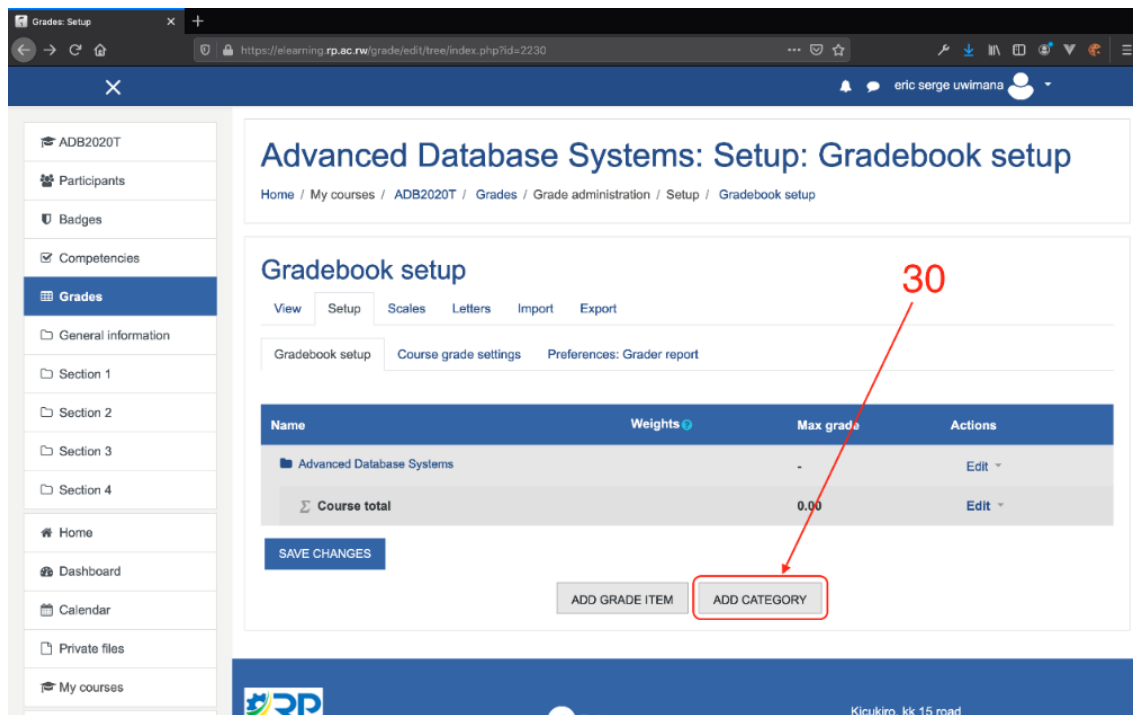 Grades: Setup
https://elearning.rp.ac.rw/grade/edit/tree/index.php?id=2230
eric serge uwimana
ADB2020T
Participants
Badges
Competencies
Grades
General information
Section 1
Section 2
Section 3
Section 4
Home
Dashboard
Calendar
Private files
My courses
Advanced Database Systems: Setup: Gradebook setup
Home / My courses / ADB2020T / Grades / Grade administration / Setup / Gradebook setup
Gradebook setup
30
View Setup Scales Letters Import Export
Gradebook setup Course grade settings Preferences: Grader report
Name Weights Max grade Actions
Advanced Database Systems - Edit
Σ Course total 0.00 Edit
SAVE CHANGES
ADD GRADE ITEM ADD CATEGORY
RP
Kicukiro, kk 15 road